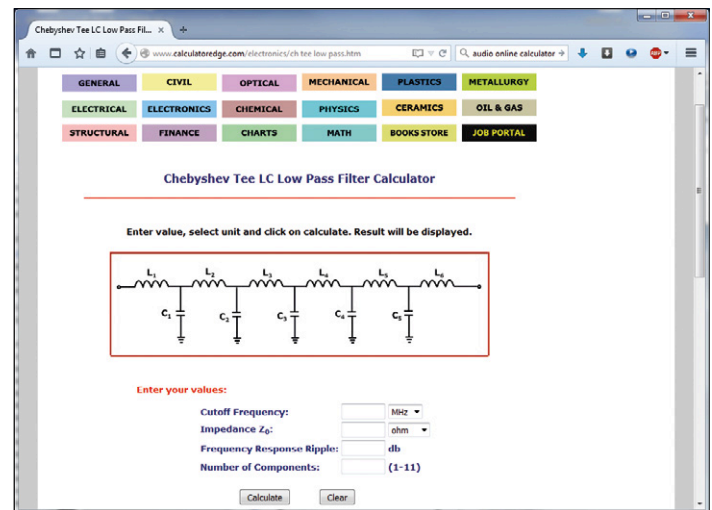 Chebyshev Tee LC Low Pass Fil...
www.calculatoredge.com/electronics/ch tee low pass.htm
audio online calculator
GENERAL CIVIL OPTICAL MECHANICAL PLASTICS METALLURGY
ELECTRICAL ELECTRONICS CHEMICAL PHYSICS CERAMICS OIL & GAS
STRUCTURAL FINANCE CHARTS MATH BOOKS STORE JOB PORTAL
Chebyshev Tee LC Low Pass Filter Calculator
Enter value, select unit and click on calculate. Result will be displayed.
L₁ L₂ L₃ L₄ L₅ L₆
C₁ C₂ C₃ C₄ C₅
Enter your values:
Cutoff Frequency: MHz
Impedance Z₀: ohm
Frequency Response Ripple: db
Number of Components: (1-11)
Calculate Clear